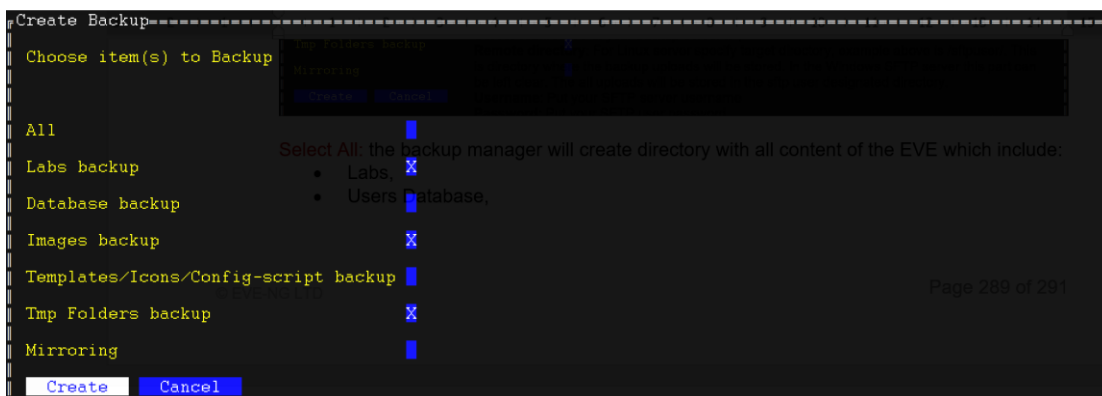 Create Backup
Choose item(s) to Backup
Tmp Folders backup X
Mirroring
Create Cancel
All
Select All: the backup manager will create directory with all content of the EVE which include:
Labs backup X
• Labs,
Database backup
• Users Database,
Images backup X
Templates/Icons/Config-script backup
Page 289 of 291
Tmp Folders backup X
Mirroring
Create Cancel